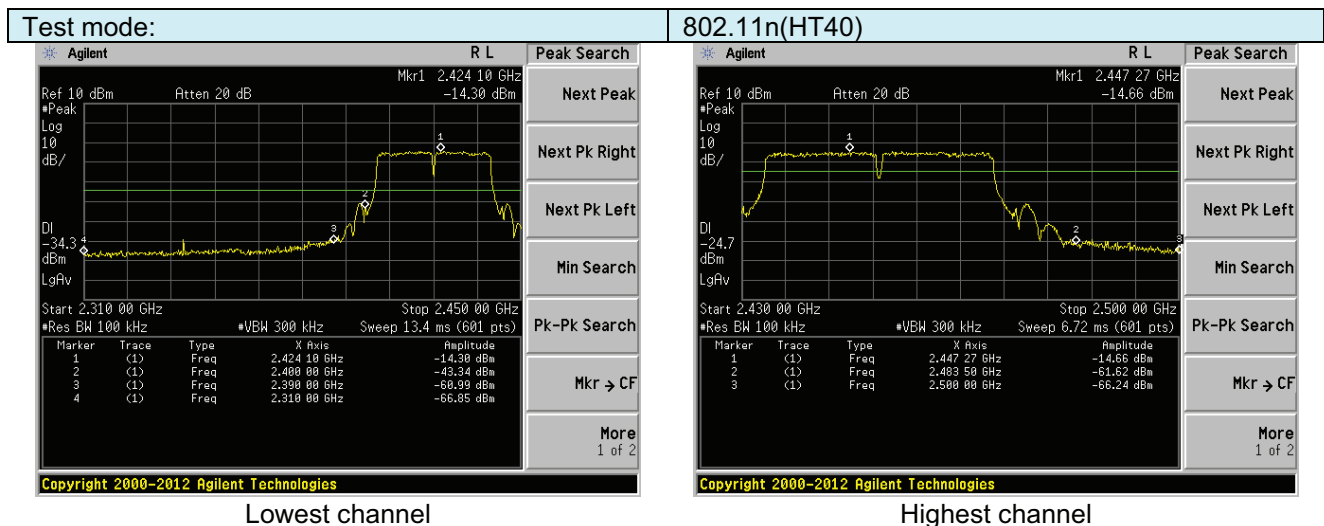 Test mode: 802.11n(HT40)
Agilent R L Peak Search
Mkr1 2.424 10 GHz
Ref 10 dBm Atten 20 dB -14.30 dBm
#Peak
Log
10
dB/
1
2
3
4
DI
-34.3
dBm
LgAv
Start 2.310 00 GHz Stop 2.450 00 GHz
#Res BW 100 kHz #VBW 300 kHz Sweep 13.4 ms (601 pts)
Marker Trace Type X Axis Amplitude
1 (1) Freq 2.424 10 GHz -14.30 dBm
2 (1) Freq 2.400 00 GHz -43.34 dBm
3 (1) Freq 2.390 00 GHz -60.99 dBm
4 (1) Freq 2.310 00 GHz -66.85 dBm
Next Peak
Next Pk Right
Next Pk Left
Min Search
Pk-Pk Search
Mkr → CF
More
1 of 2
Copyright 2000-2012 Agilent Technologies
Lowest channel
Agilent R L Peak Search
Mkr1 2.447 27 GHz
Ref 10 dBm Atten 20 dB -14.66 dBm
#Peak
Log
10
dB/
1
2
3
DI
-24.7
dBm
LgAv
Start 2.430 00 GHz Stop 2.500 00 GHz
#Res BW 100 kHz #VBW 300 kHz Sweep 6.72 ms (601 pts)
Marker Trace Type X Axis Amplitude
1 (1) Freq 2.447 27 GHz -14.66 dBm
2 (1) Freq 2.483 50 GHz -61.62 dBm
3 (1) Freq 2.500 00 GHz -66.24 dBm
Next Peak
Next Pk Right
Next Pk Left
Min Search
Pk-Pk Search
Mkr → CF
More
1 of 2
Copyright 2000-2012 Agilent Technologies
Highest channel